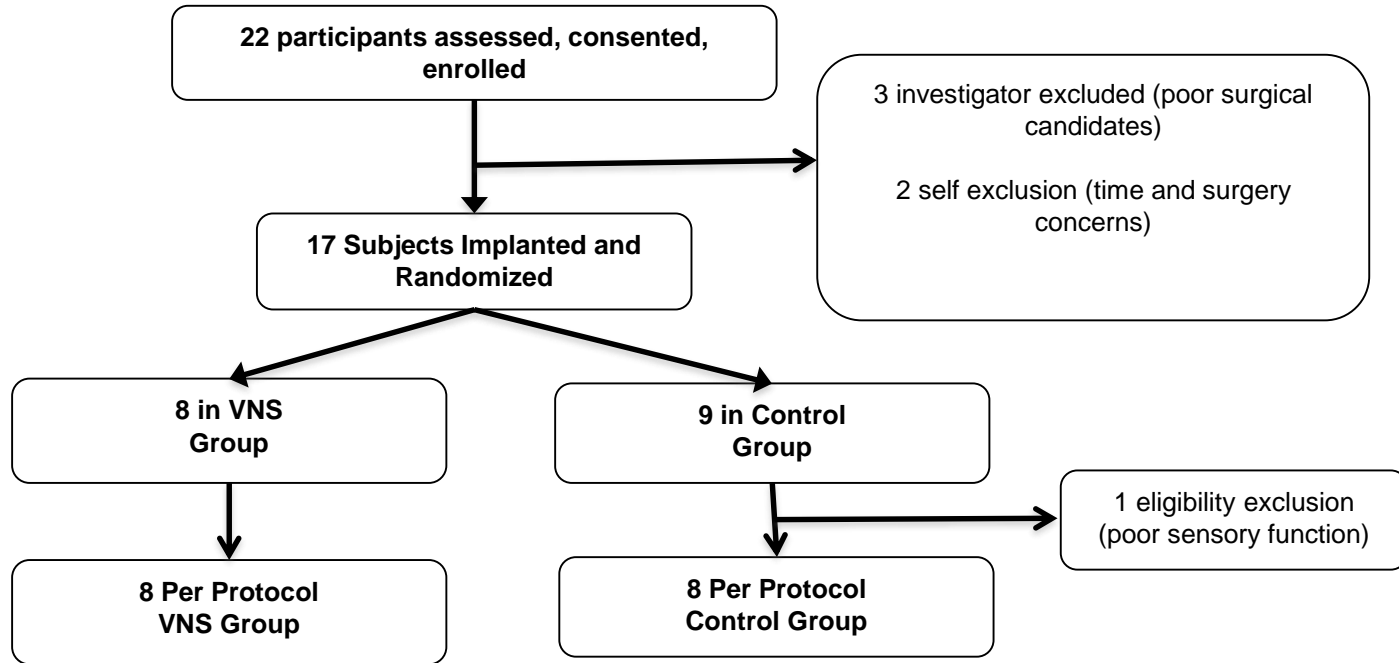 22 participants assessed, consented,
enrolled
3 investigator excluded (poor surgical
candidates)
2 self exclusion (time and surgery
concerns)
17 Subjects Implanted and
Randomized
8 in VNS
Group
9 in Control
Group
1 eligibility exclusion
(poor sensory function)
8 Per Protocol
VNS Group
8 Per Protocol
Control Group